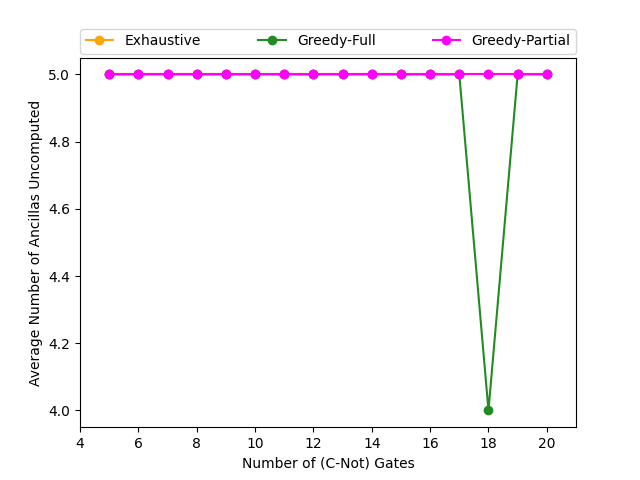 Exhaustive Greedy-Full Greedy-Partial
5.0
4.8
4.6
4.4
4.2
4.0
Average Number of Ancillas Uncomputed
4 6 8 10 12 14 16 18 20
Number of (C-Not) Gates